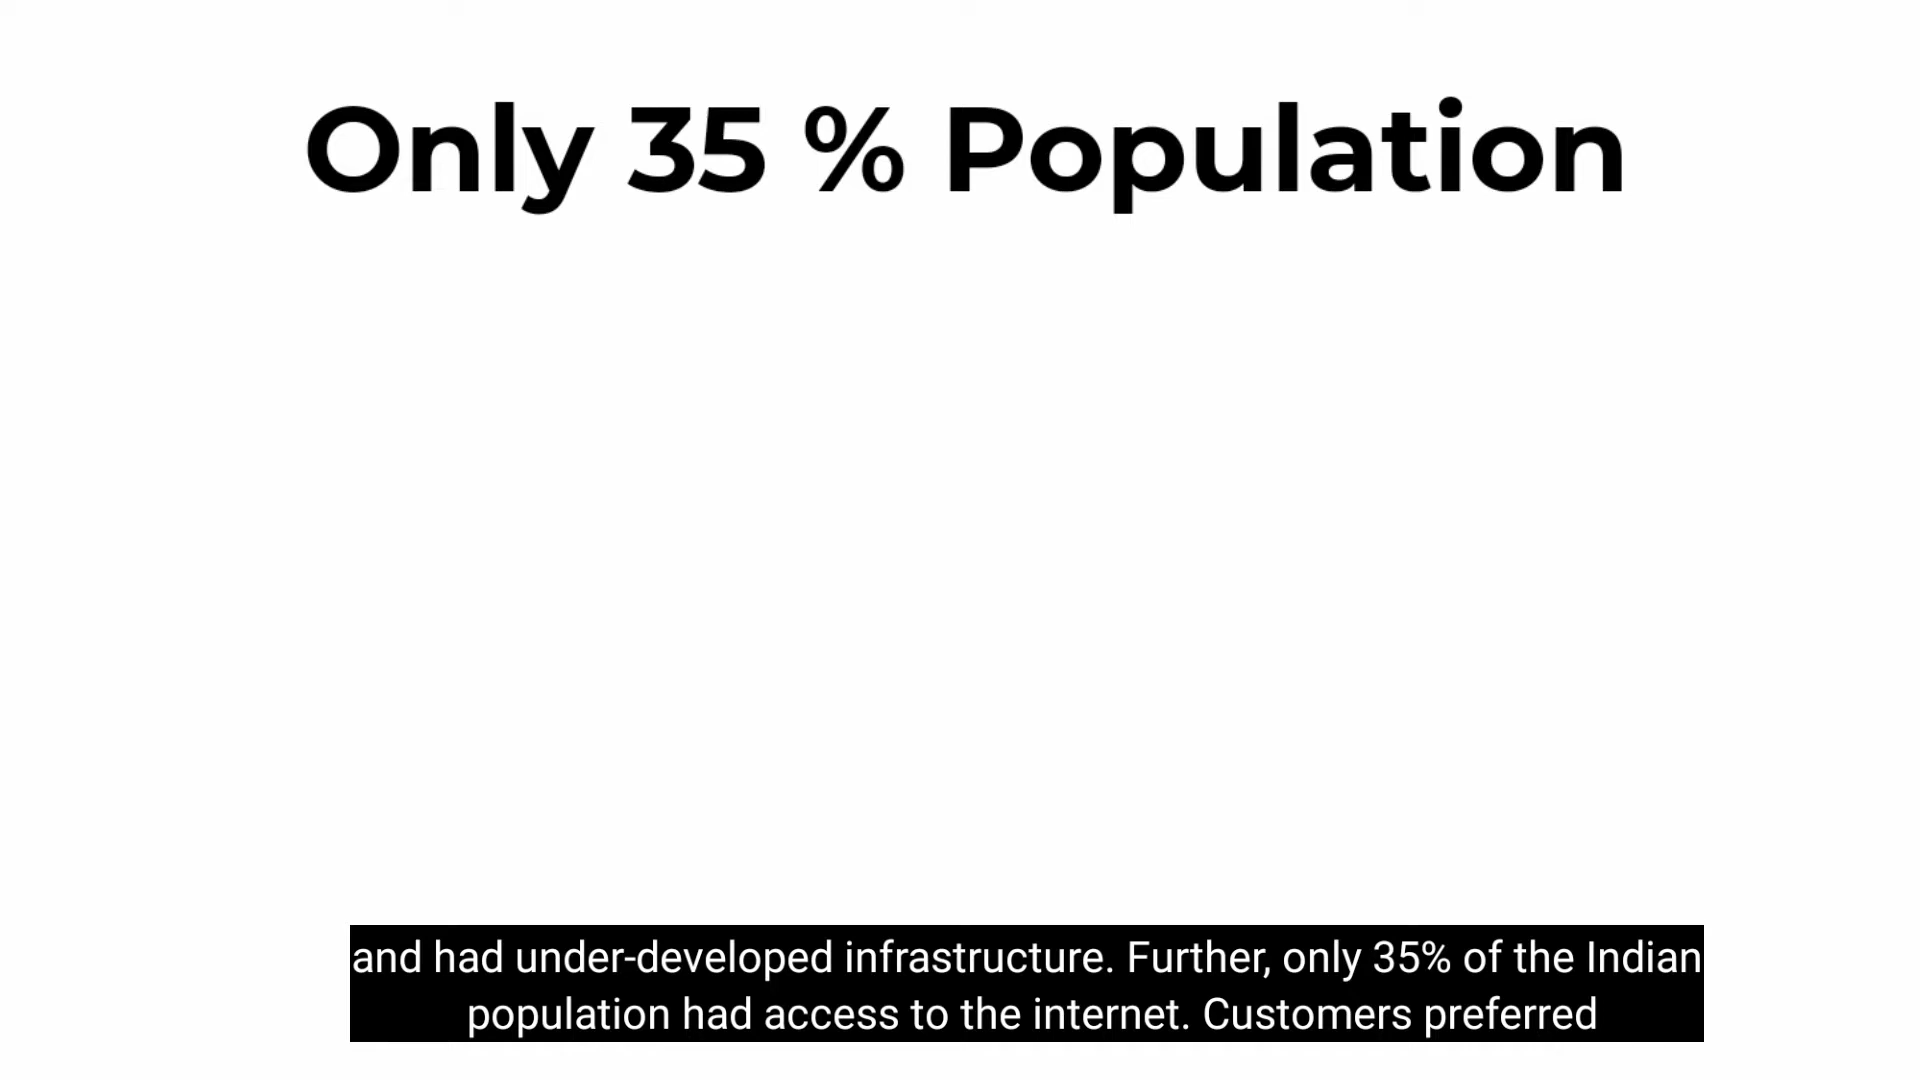 Only 35 % Population
and had under-developed infrastructure. Further, only 35% of the Indian
population had access to the internet. Customers preferred